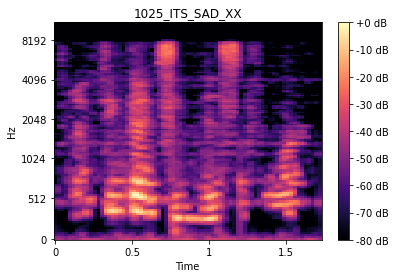 1025_ITS_SAD_XX
+0 dB
8192
-10 dB
-20 dB
4096
-30 dB
Hz
2048
-40 dB
1024
-50 dB
512
-60 dB
-70 dB
0
-80 dB
0 0.5 1 1.5
Time